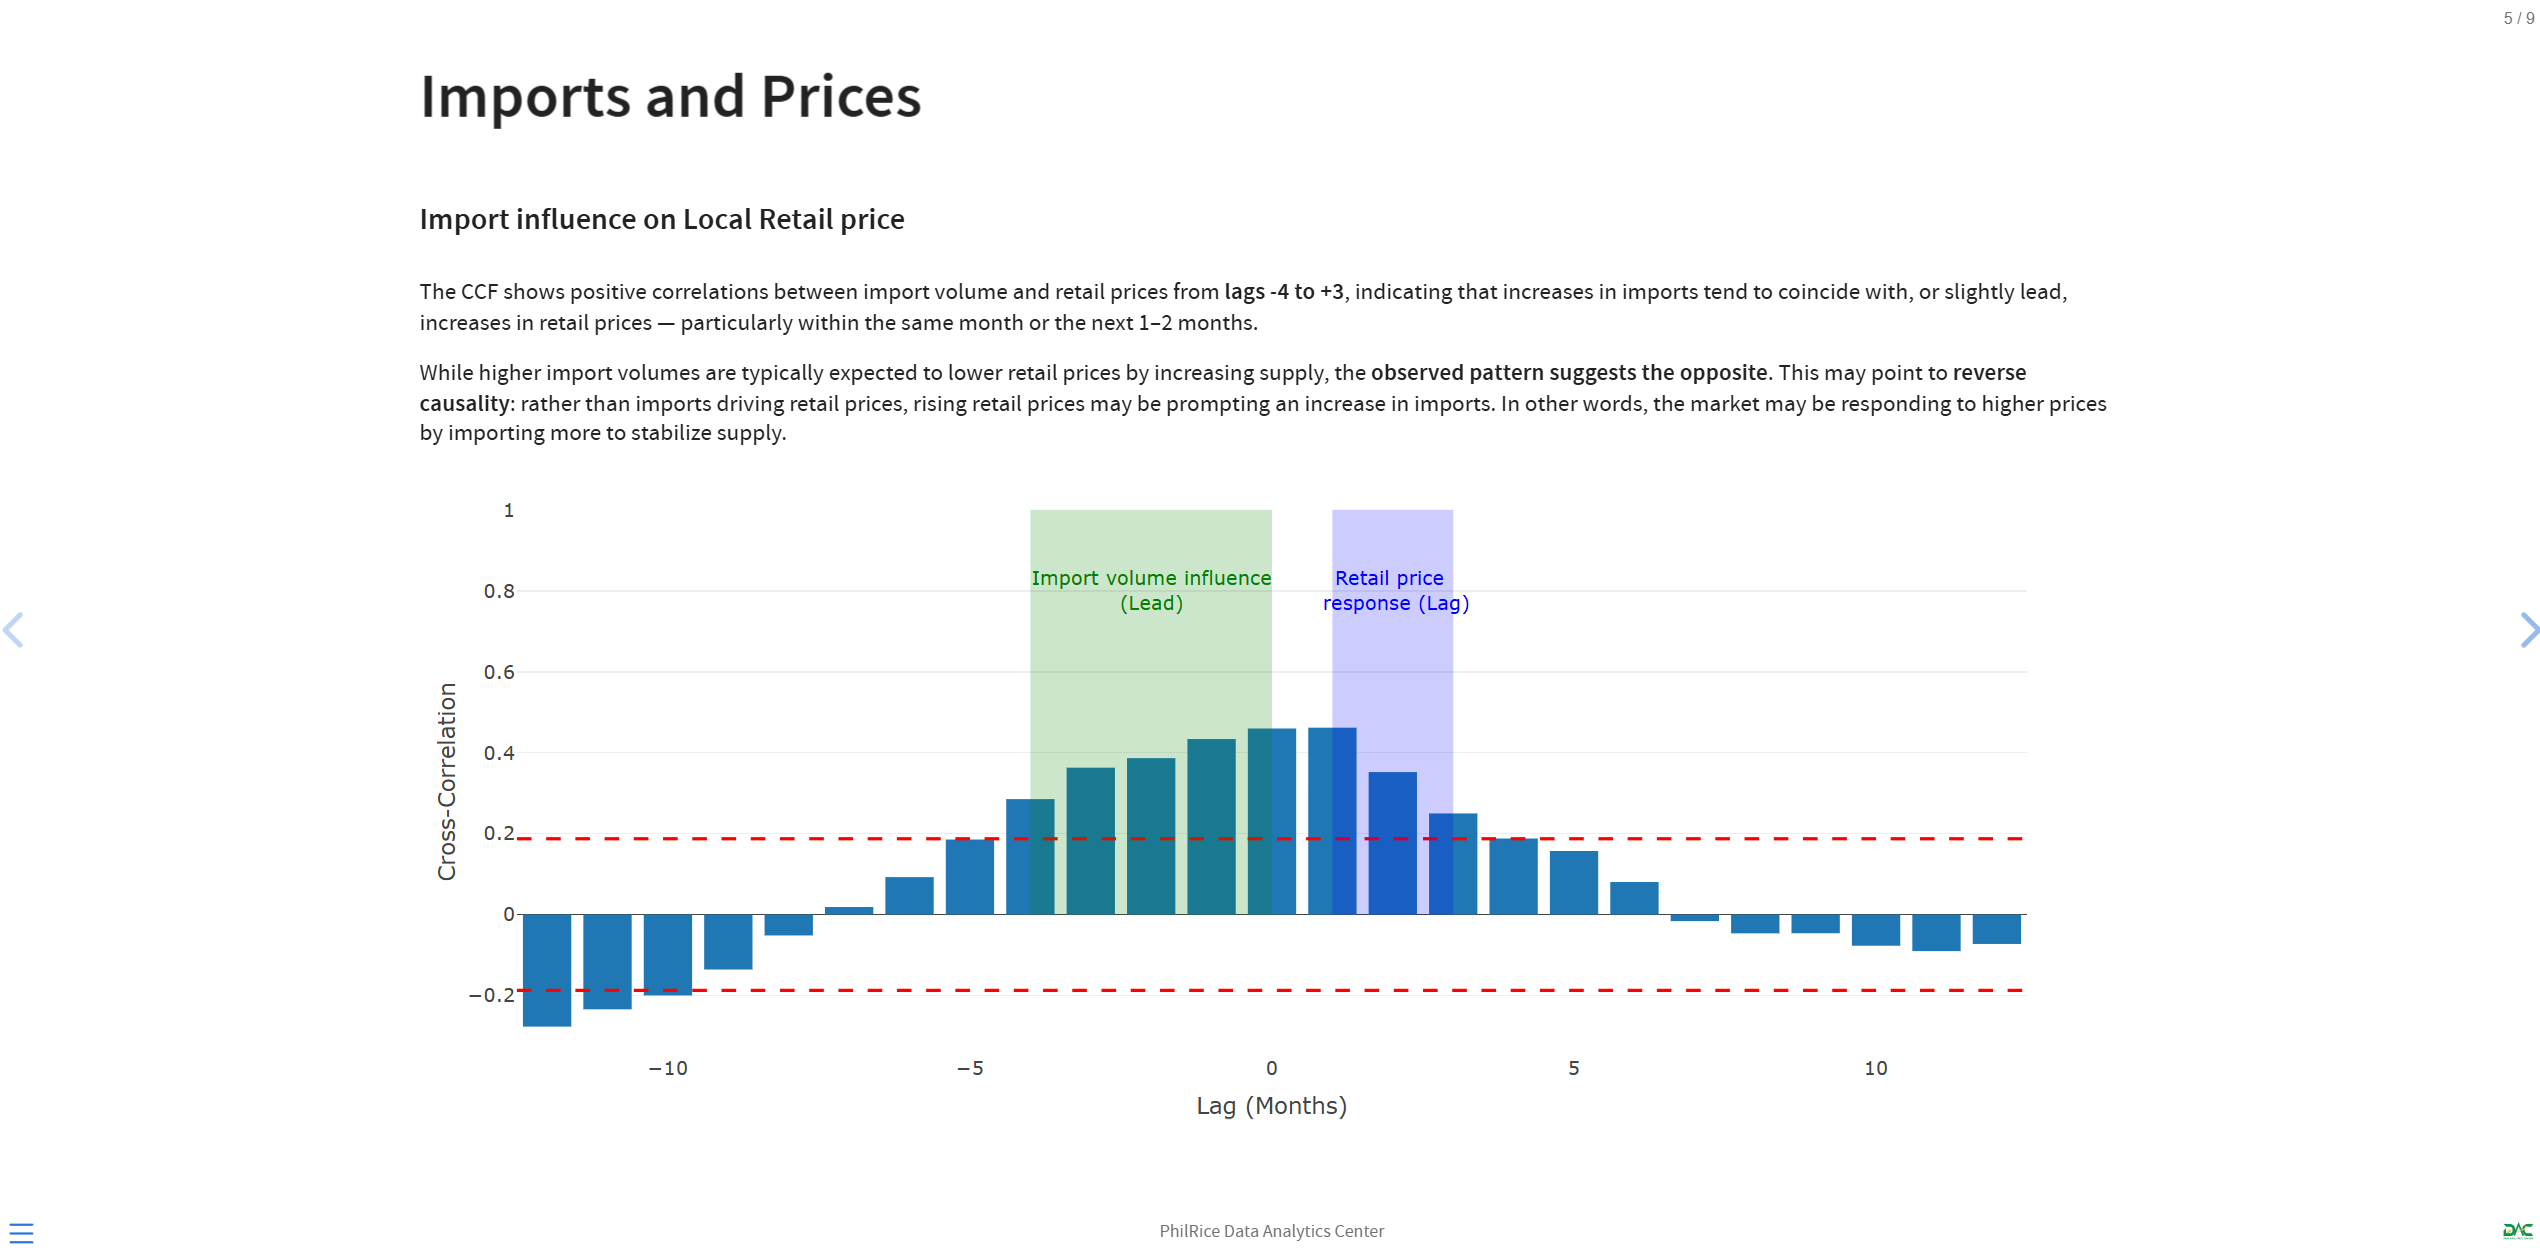 5 / 9
Imports and Prices
Import influence on Local Retail price
The CCF shows positive correlations between import volume and retail prices from lags -4 to +3, indicating that increases in imports tend to coincide with, or slightly lead,
increases in retail prices — particularly within the same month or the next 1–2 months.
While higher import volumes are typically expected to lower retail prices by increasing supply, the observed pattern suggests the opposite. This may point to reverse
causality: rather than imports driving retail prices, rising retail prices may be prompting an increase in imports. In other words, the market may be responding to higher prices
by importing more to stabilize supply.
1
0.8
0.6
0.4
0.2
0
−0.2
Cross-Correlation
Import volume influence
(Lead)
Retail price
response (Lag)
−10
−5
0
5
10
Lag (Months)
PhilRice Data Analytics Center
DAC